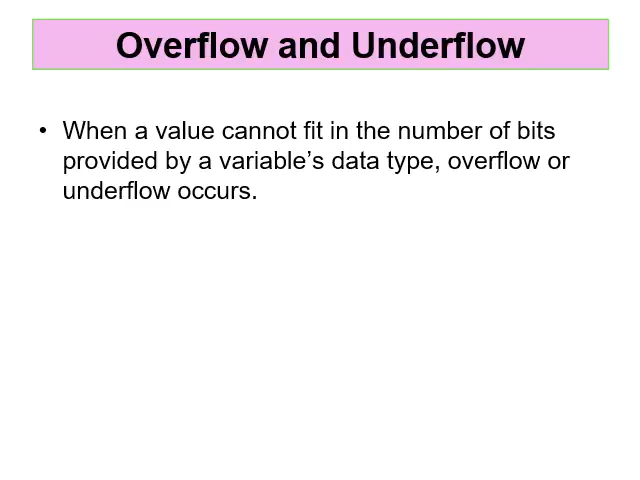 Overflow and Underflow
• When a value cannot fit in the number of bits
provided by a variable’s data type, overflow or
underflow occurs.